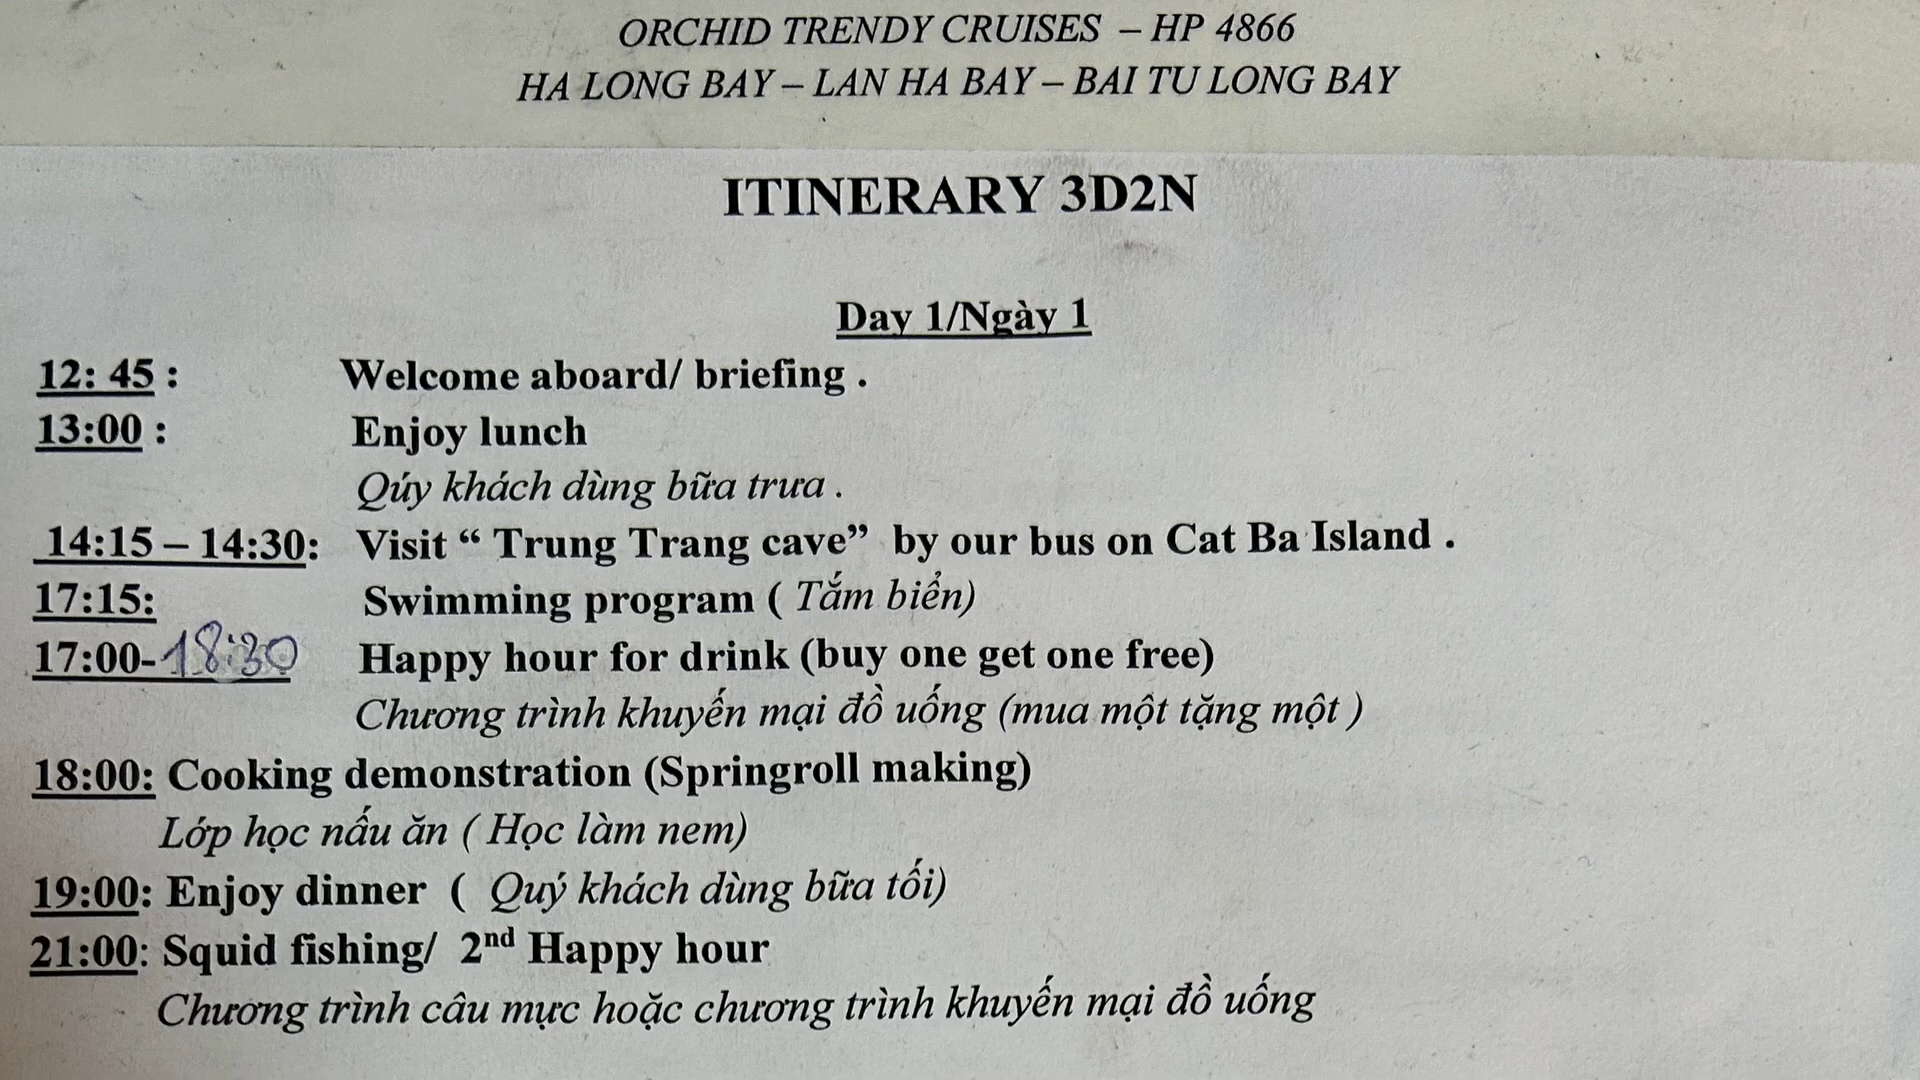 ORCHID TRENDY CRUISES – HP 4866
HA LONG BAY – LAN HA BAY – BAI TU LONG BAY
ITINERARY 3D2N
Day 1/Ngày 1
12: 45 : Welcome aboard/ briefing .
13:00 : Enjoy lunch
Qúy khách dùng bữa trưa .
14:15 – 14:30: Visit “ Trung Trang cave” by our bus on Cat Ba Island .
17:15: Swimming program ( Tắm biển)
17:00-18:30 Happy hour for drink (buy one get one free)
Chương trình khuyến mại đồ uống (mua một tặng một )
18:00: Cooking demonstration (Springroll making)
Lớp học nấu ăn ( Học làm nem)
19:00: Enjoy dinner ( Quý khách dùng bữa tối)
21:00: Squid fishing/ 2nd Happy hour
Chương trình câu mực hoặc chương trình khuyến mại đồ uống